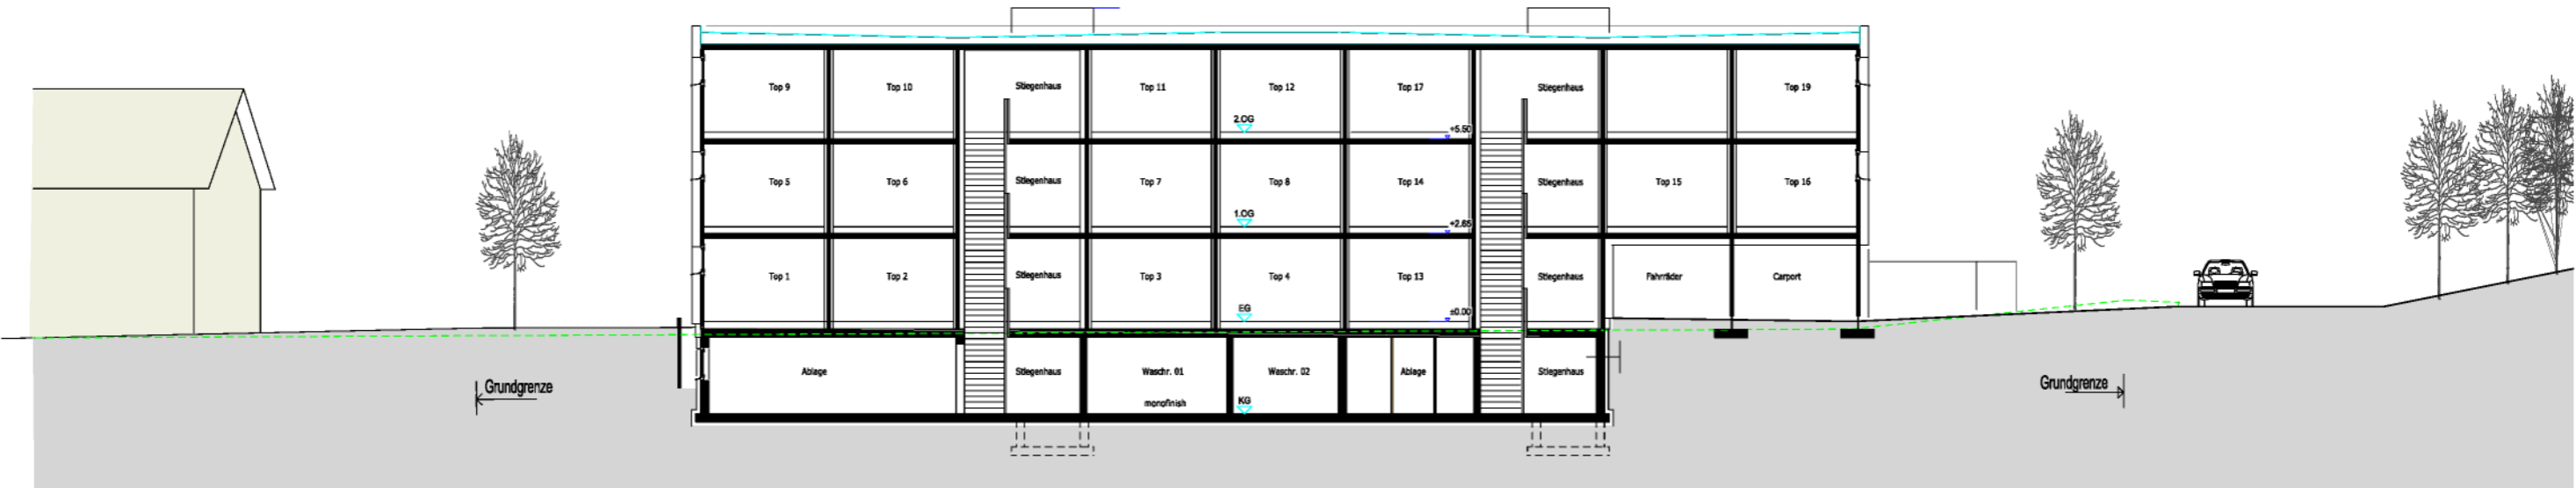 Top 9
Top 10
Stiegenhaus
Top 11
Top 12
Top 17
Stiegenhaus
Top 19
2.OG
+5.50
Top 5
Top 6
Stiegenhaus
Top 7
Top 8
Top 14
Stiegenhaus
Top 15
Top 16
1.OG
+2.65
Top 1
Top 2
Stiegenhaus
Top 3
Top 4
Top 13
Stiegenhaus
Fahrräder
Carport
EG
±0.00
Ablage
Stiegenhaus
Waschr. 01
Waschr. 02
Ablage
Stiegenhaus
monofinish
KG
Grundgrenze
Grundgrenze